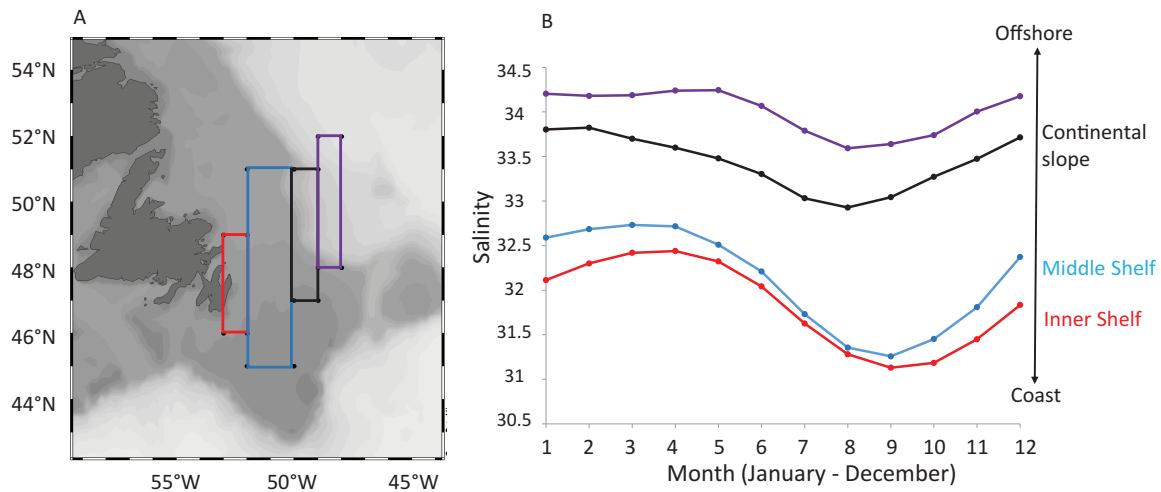 A
54°N
52°N
50°N
48°N
46°N
44°N
55°W
50°W
45°W
B
Offshore
34.5
34
33.5
33
32.5
32
31.5
31
30.5
Salinity
1 2 3 4 5 6 7 8 9 10 11 12
Month (January - December)
Continental
slope
Middle Shelf
Inner Shelf
Coast